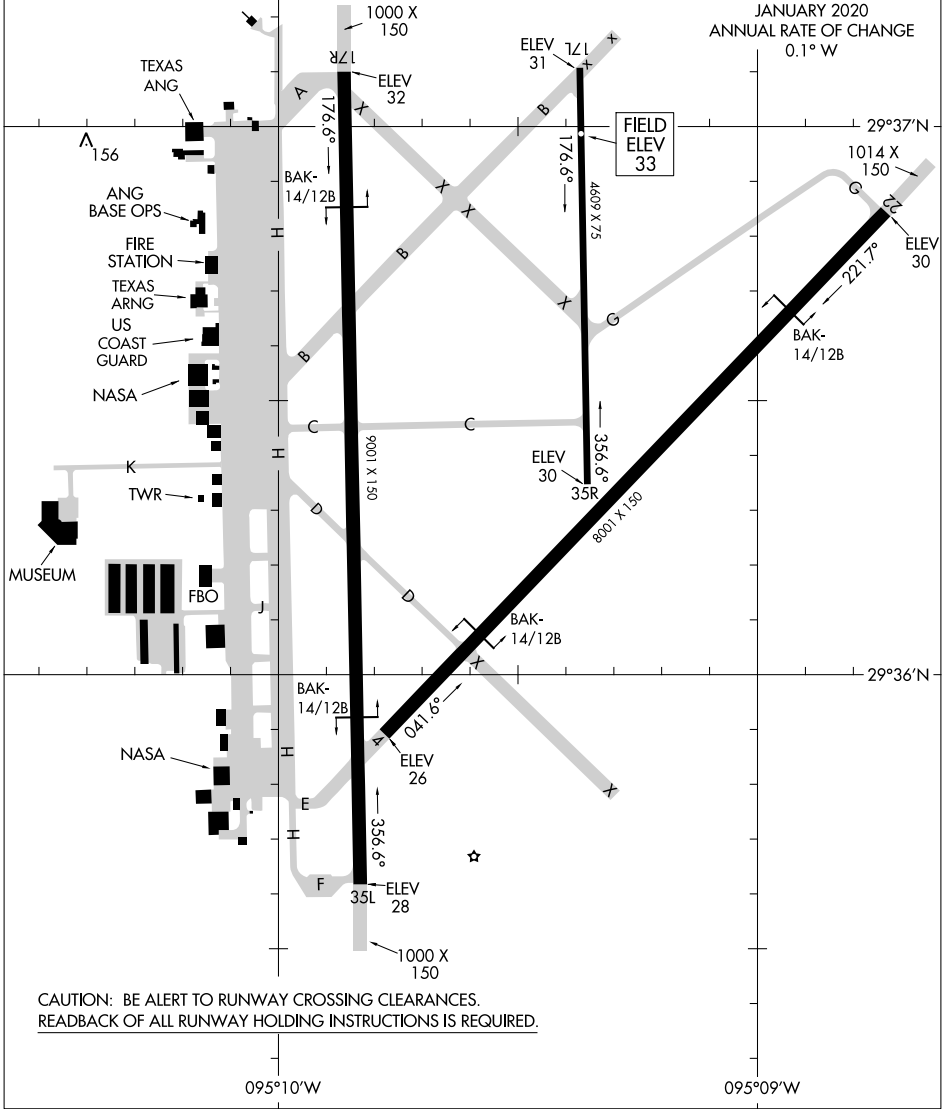 1000 X
150
JANUARY 2020
ANNUAL RATE OF CHANGE
0.1° W
TEXAS
ANG
17R
ELEV
32
ELEV
31
17L
X
X
A
X
B
176.6°
156
FIELD
ELEV
33
29°37'N
1014 X
150
BAK-
14/12B
176.6°
4609 X 75
X
X
G
22
ANG
BASE OPS
H
FIRE
STATION
B
ELEV
30
221.7°
TEXAS
ARNG
X
G
US
COAST
GUARD
BAK-
14/12B
B
NASA
C
C
9001 X 150
H
356.6°
ELEV
30
35R
K
TWR
D
8001 X 150
MUSEUM
FBO
D
J
BAK-
14/12B
X
29°36'N
BAK-
14/12B
041.6°
4
H
NASA
ELEV
26
E
X
H
356.6°
F
35L
ELEV
28
1000 X
150
CAUTION: BE ALERT TO RUNWAY CROSSING CLEARANCES.
READBACK OF ALL RUNWAY HOLDING INSTRUCTIONS IS REQUIRED.
095°10'W
095°09'W